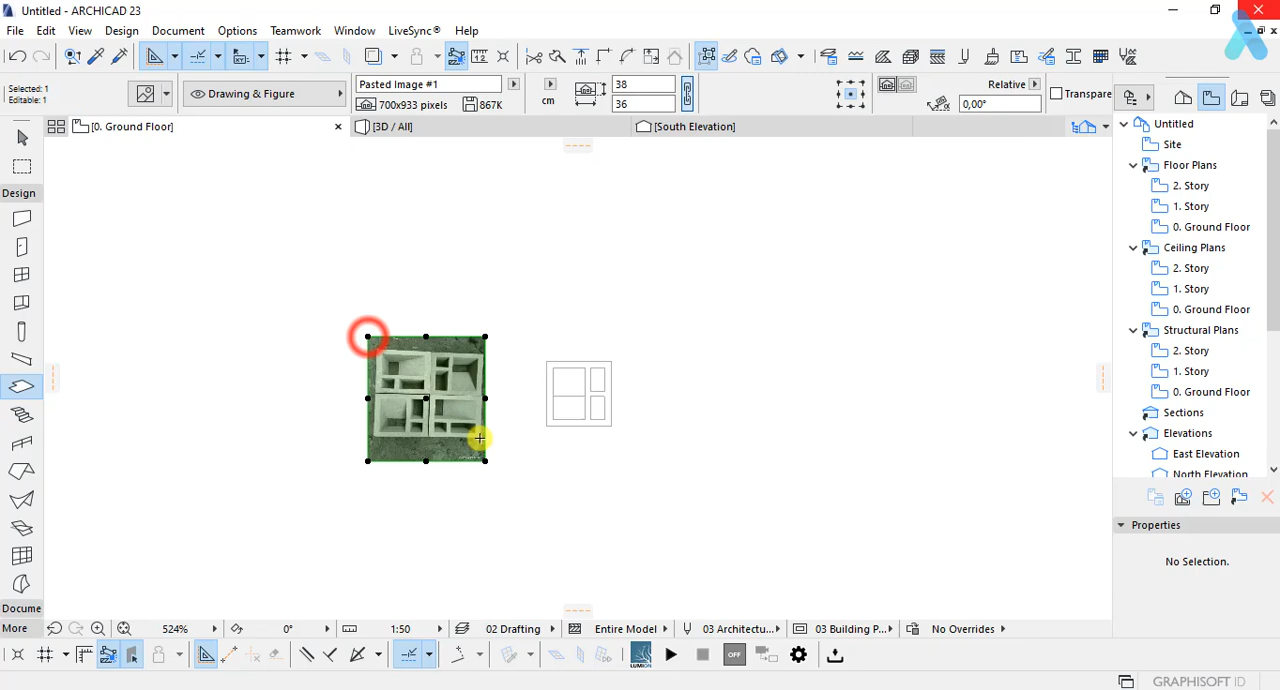 Untitled - ARCHICAD 23
File Edit View Design Document Options Teamwork Window LiveSync® Help
Selected: 1
Editable: 1
Drawing & Figure
Pasted Image #1
700x933 pixels 867K
cm
38
36
Relative
0,00°
Transpare
[0. Ground Floor]
[3D / All]
[South Elevation]
Design
Docume
More
Untitled
Site
Floor Plans
2. Story
1. Story
0. Ground Floor
Ceiling Plans
2. Story
1. Story
0. Ground Floor
Structural Plans
2. Story
1. Story
0. Ground Floor
Sections
Elevations
East Elevation
North Elevation
Properties
No Selection.
524% 0° 1:50 02 Drafting Entire Model 03 Architectu... 03 Building P... No Overrides
LUMION
OFF
GRAPHISOFT ID